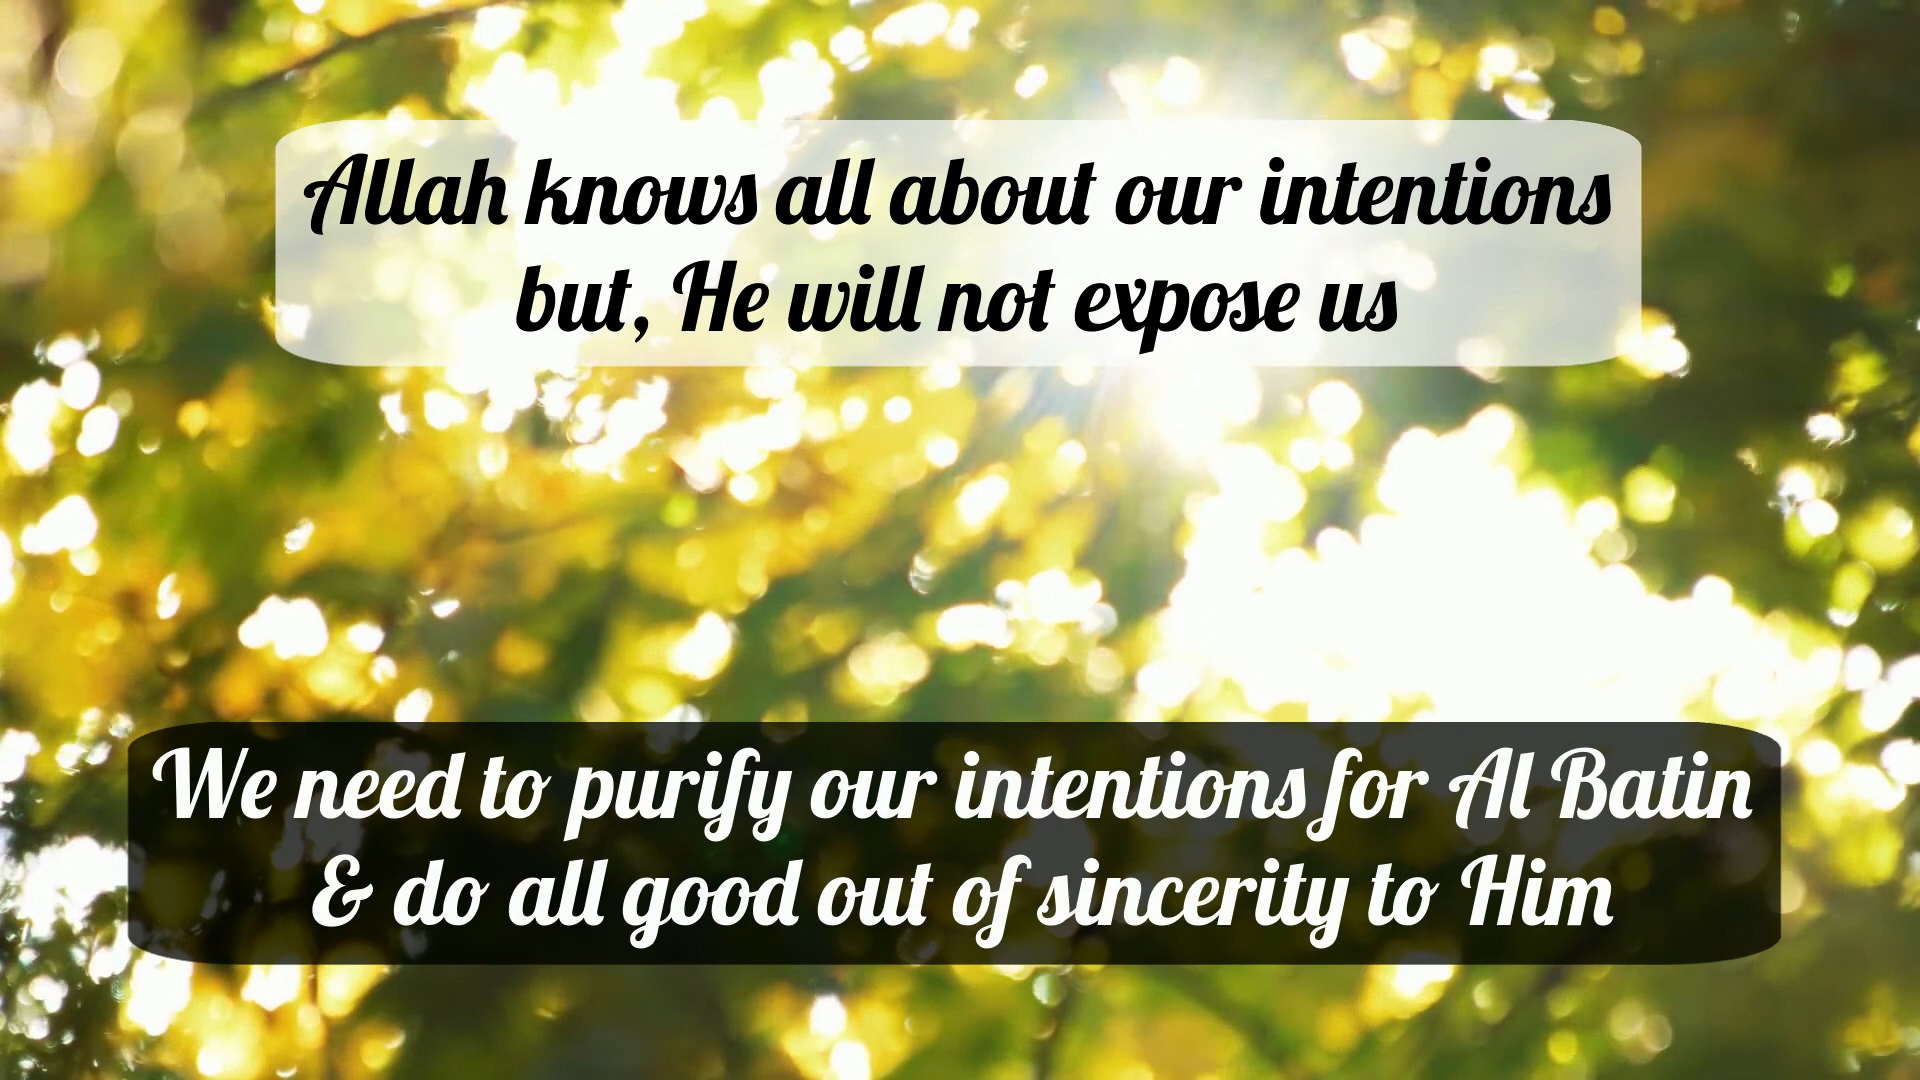 Allah knows all about our intentions
but, He will not expose us
We need to purify our intentions for Al Batin
& do all good out of sincerity to Him